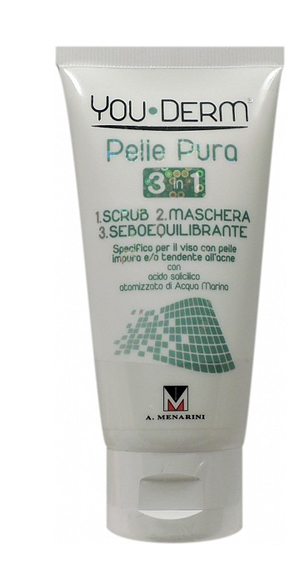 YOU•DERM
Pelle Pura
3 in 1
1.SCRUB 2.MASCHERA
3.SEBOEQUILIBRANTE
Specifico per il viso con pelle
impura e/o tendente all'acne
con
acido salicilico
atomizzato di Acqua Marina
A. MENARINI